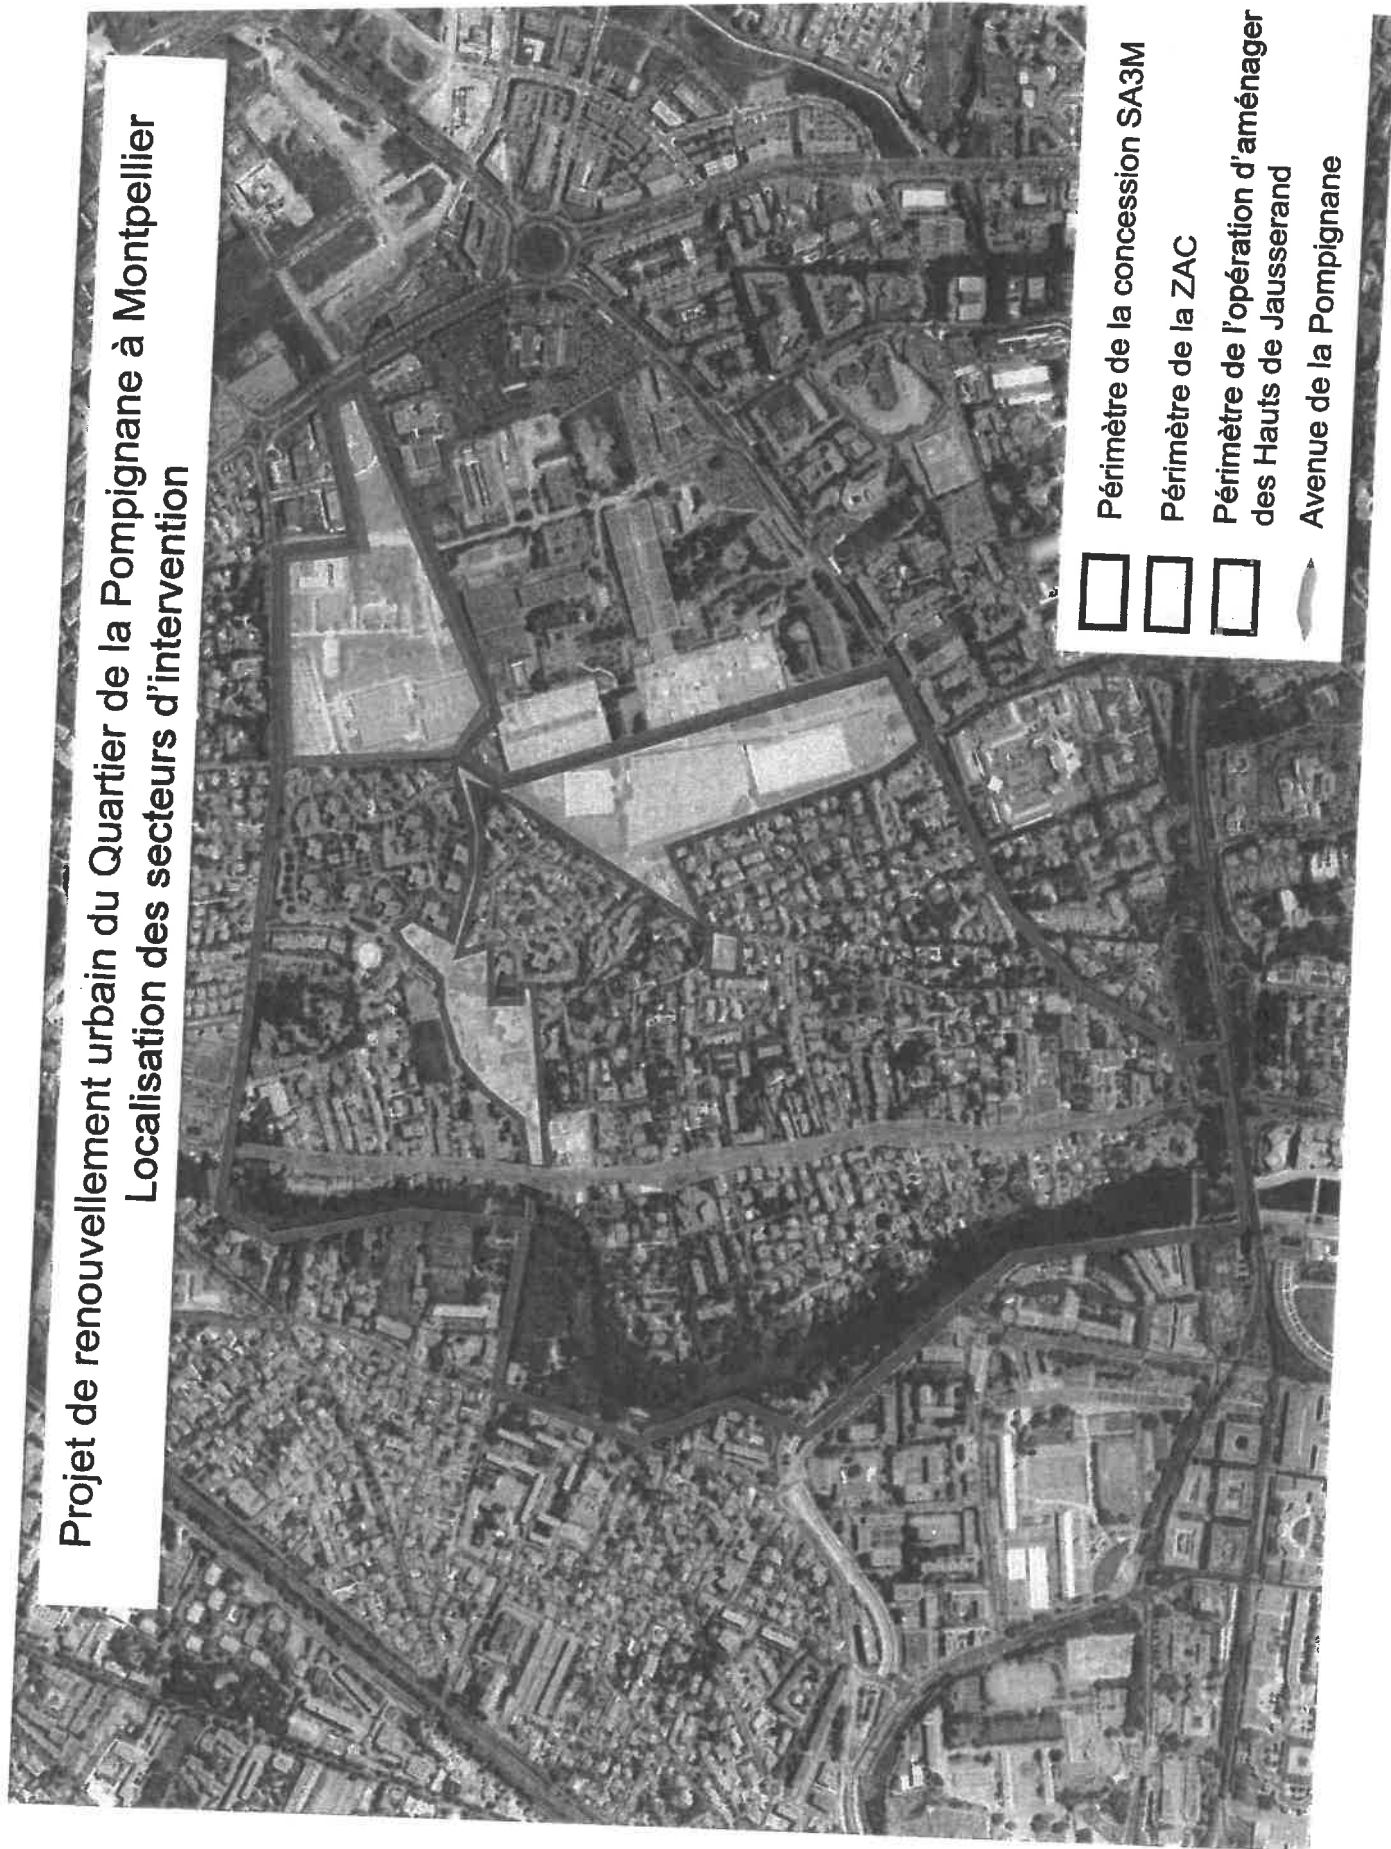 Projet de renouvellement urbain du Quartier de la Pompignane à Montpellier
Localisation des secteurs d'intervention
Périmètre de la concession SA3M
Périmètre de la ZAC
Périmètre de l'opération d'aménager
des Hauts de Jausserand
Avenue de la Pompignane